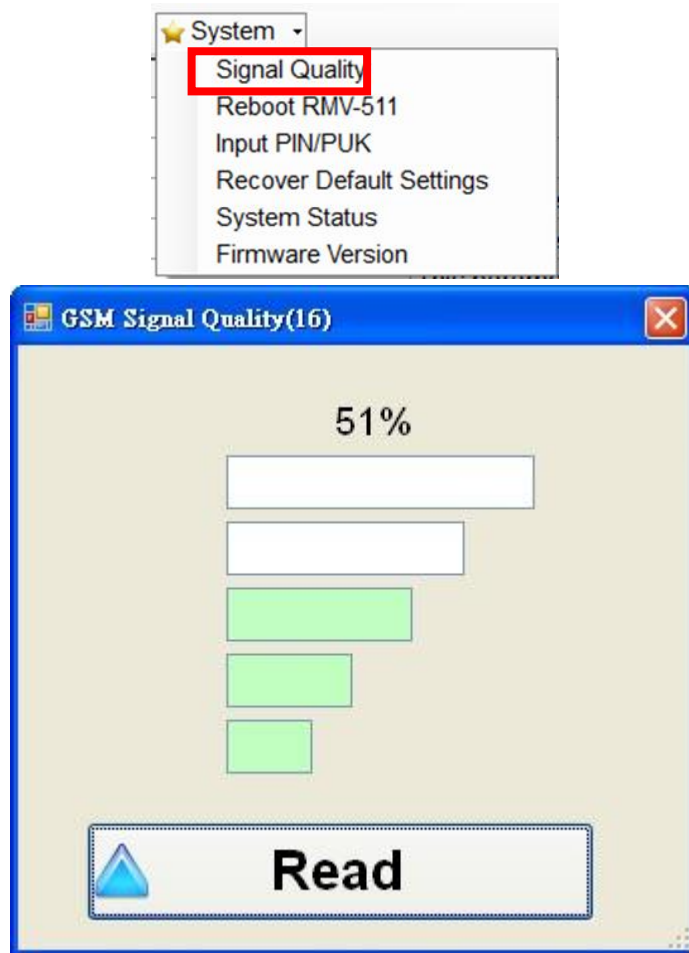 System
Signal Quality
Reboot RMV-511
Input PIN/PUK
Recover Default Settings
System Status
Firmware Version
GSM Signal Quality(16)
51%
Read